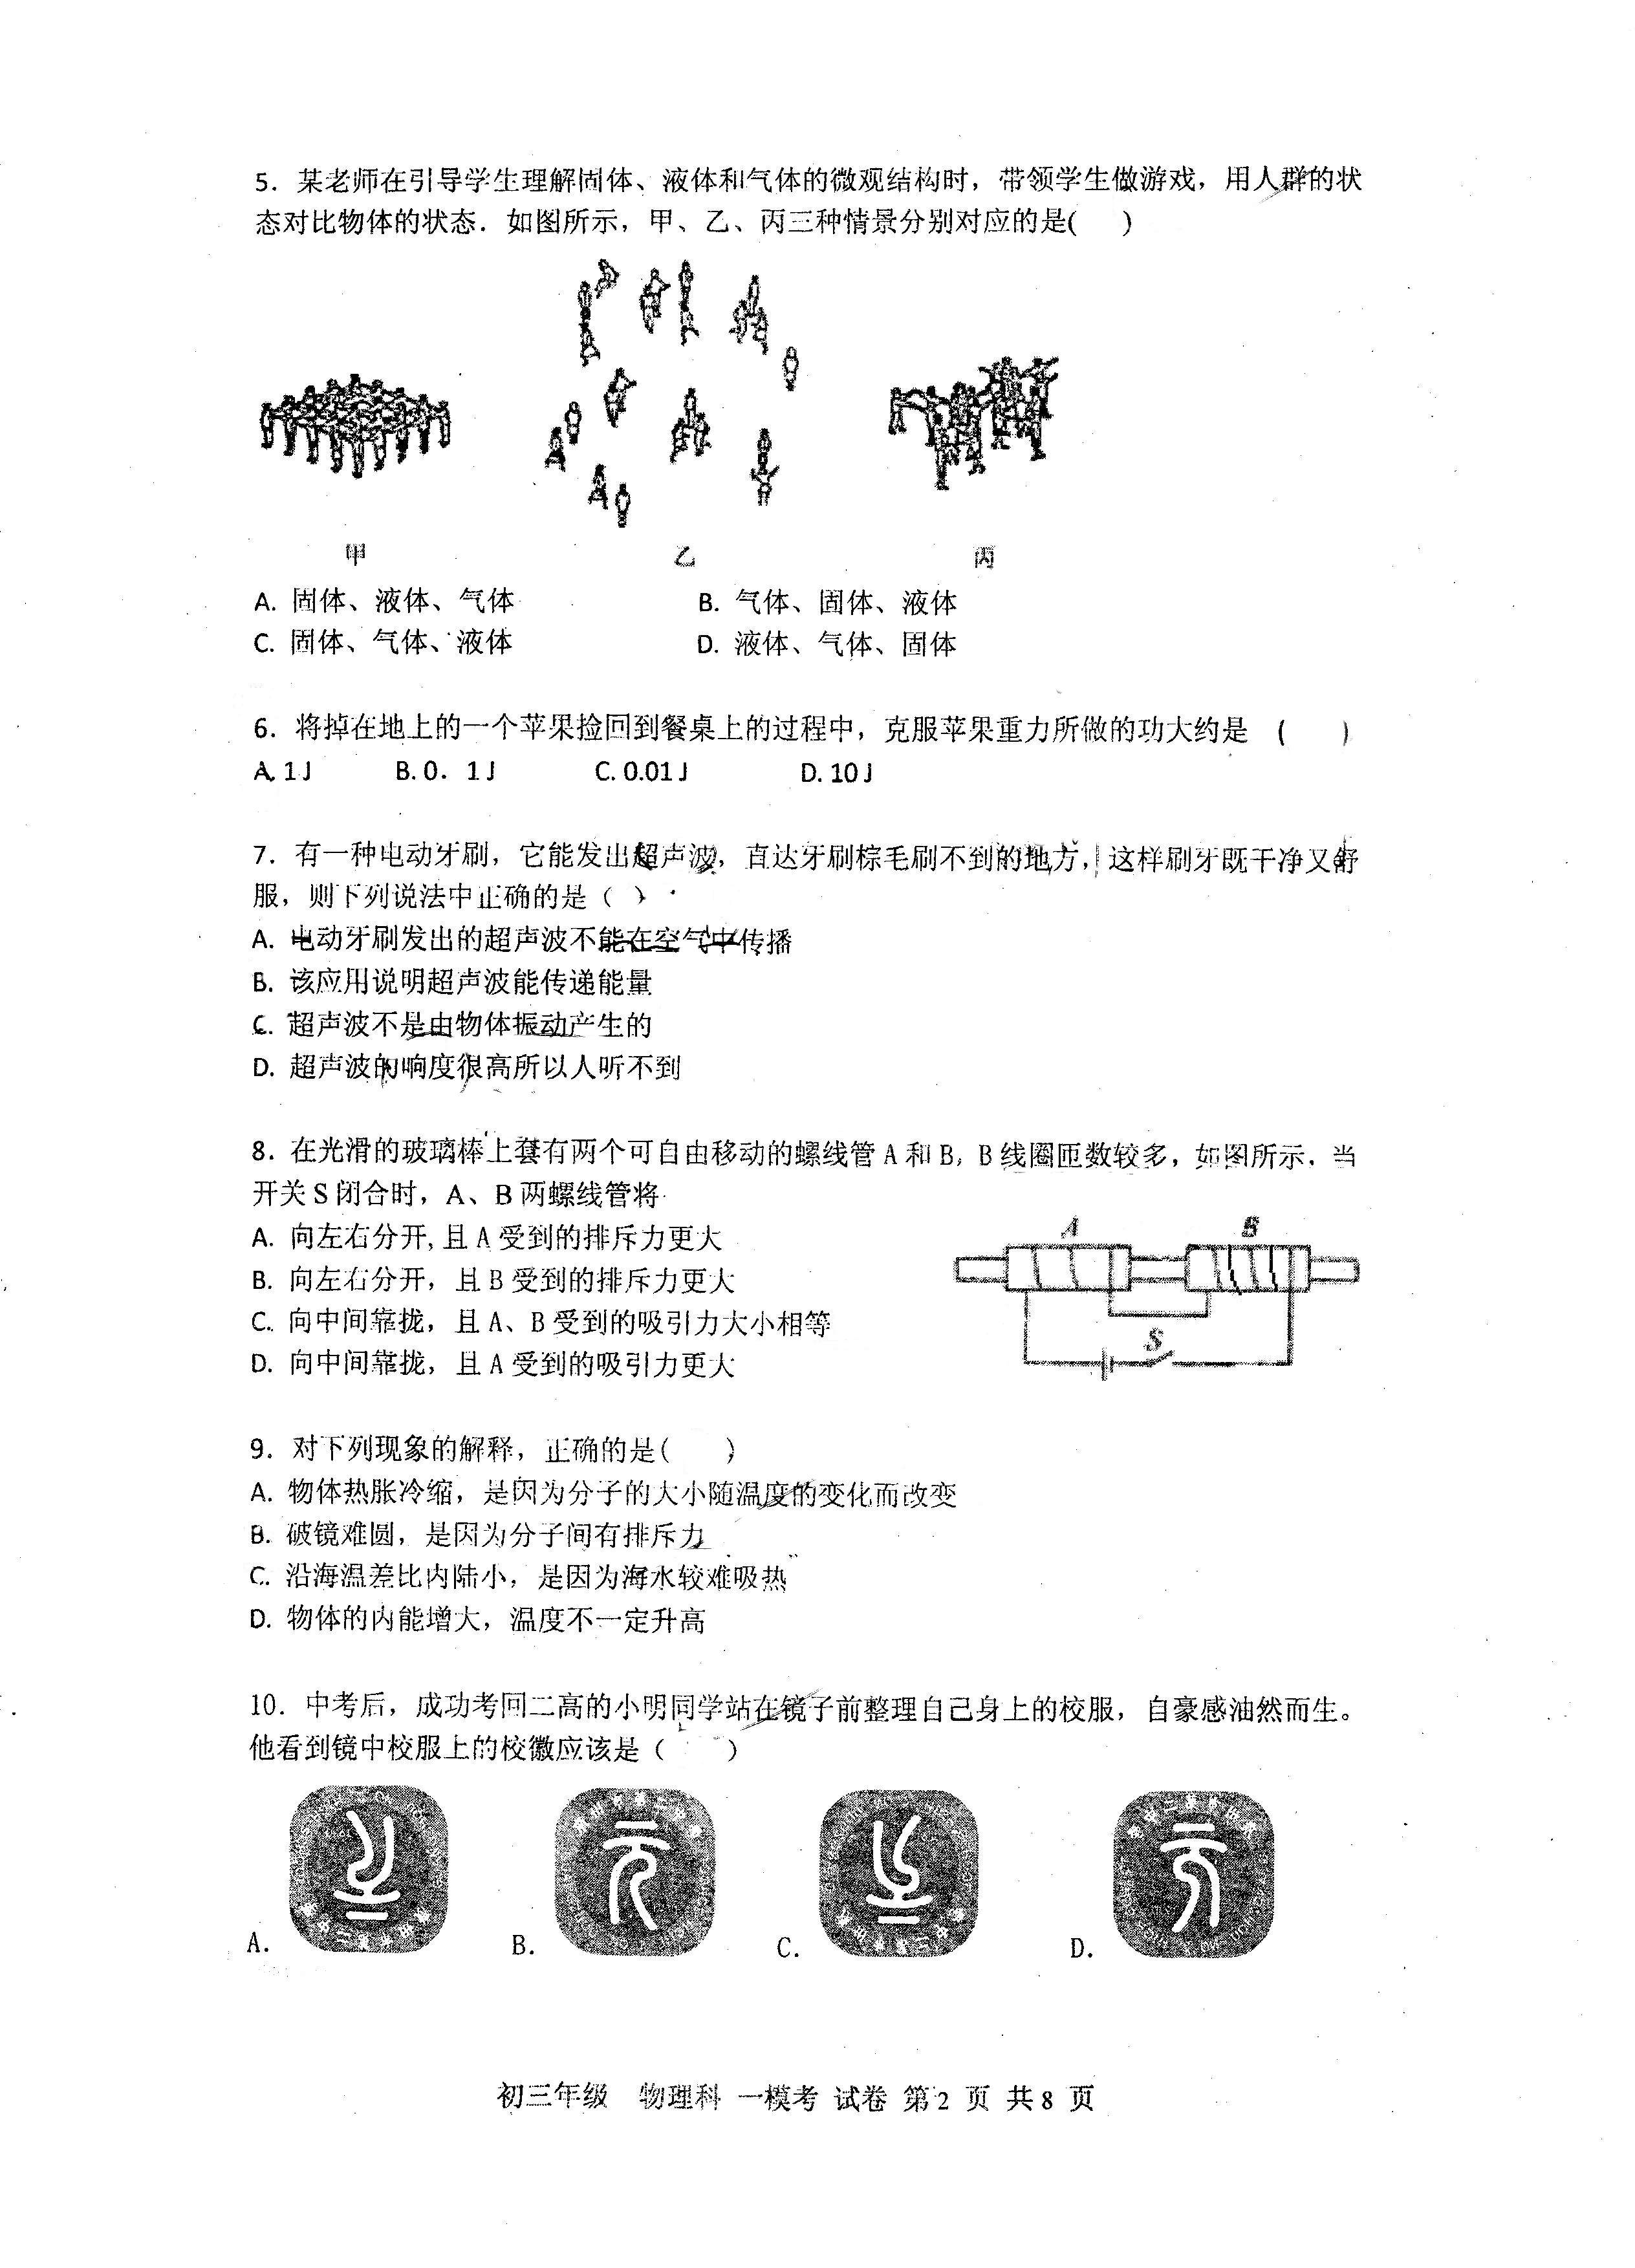 5. 某老师在引导学生理解固体、液体和气体的微观结构时，带领学生做游戏，用人群的状
态对比物体的状态．如图所示，甲、乙、丙三种情景分别对应的是(　　)
甲　乙　丙
A. 固体、液体、气体　B. 气体、固体、液体
C. 固体、气体、液体　D. 液体、气体、固体
6. 将掉在地上的一个苹果捡回到餐桌上的过程中，克服苹果重力所做的功大约是 (　　)
A. 1 J　B. 0．1 J　C. 0.01 J　D. 10 J
7. 有一种电动牙刷，它能发出超声波，直达牙刷棕毛刷不到的地方，这样刷牙既干净又舒
服，则下列说法中正确的是（ ）
A. 电动牙刷发出的超声波不能在空气中传播
B. 该应用说明超声波能传递能量
C. 超声波不是由物体振动产生的
D. 超声波的响度很高所以人听不到
8. 在光滑的玻璃棒上套有两个可自由移动的螺线管 A 和 B，B 线圈匝数较多，如图所示，当
开关 S 闭合时，A、B 两螺线管将
A. 向左右分开, 且 A 受到的排斥力更大
B. 向左右分开，且 B 受到的排斥力更大
C. 向中间靠拢，且 A、B 受到的吸引力大小相等
D. 向中间靠拢，且 A 受到的吸引力更大
A　B
S
9. 对下列现象的解释，正确的是(　　)
A. 物体热胀冷缩，是因为分子的大小随温度的变化而改变
B. 破镜难圆，是因为分子间有排斥力
C. 沿海温差比内陆小，是因为海水较难吸热
D. 物体的内能增大，温度不一定升高
10. 中考后，成功考回二高的小明同学站在镜子前整理自己身上的校服，自豪感油然而生。
他看到镜中校服上的校徽应该是（　　）
A.　B.　C.　D.
初三年级　物理科 一模考 试卷 第 2 页 共 8 页